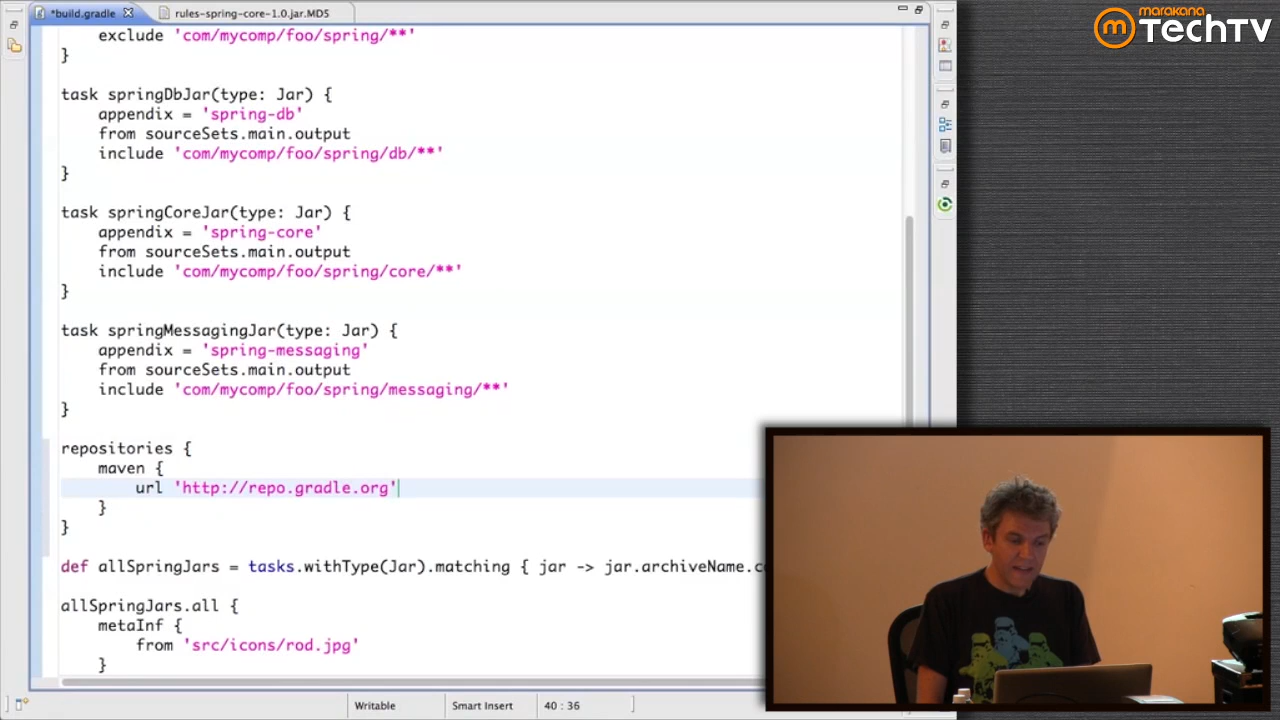 *build.gradle
rules-spring-core-1.0.jar.MD5
marakana
TechTV
exclude 'com/mycomp/foo/spring/**'
}
task springDbJar(type: Jar) {
appendix = 'spring-db'
from sourceSets.main.output
include 'com/mycomp/foo/spring/db/**'
}
task springCoreJar(type: Jar) {
appendix = 'spring-core'
from sourceSets.main.output
include 'com/mycomp/foo/spring/core/**'
}
task springMessagingJar(type: Jar) {
appendix = 'spring-messaging'
from sourceSets.main.output
include 'com/mycomp/foo/spring/messaging/**'
}
repositories {
maven {
url 'http://repo.gradle.org'
}
}
def allSpringJars = tasks.withType(Jar).matching { jar -> jar.archiveName.co
allSpringJars.all {
metaInf {
from 'src/icons/rod.jpg'
}
Writable
Smart Insert
40 : 36